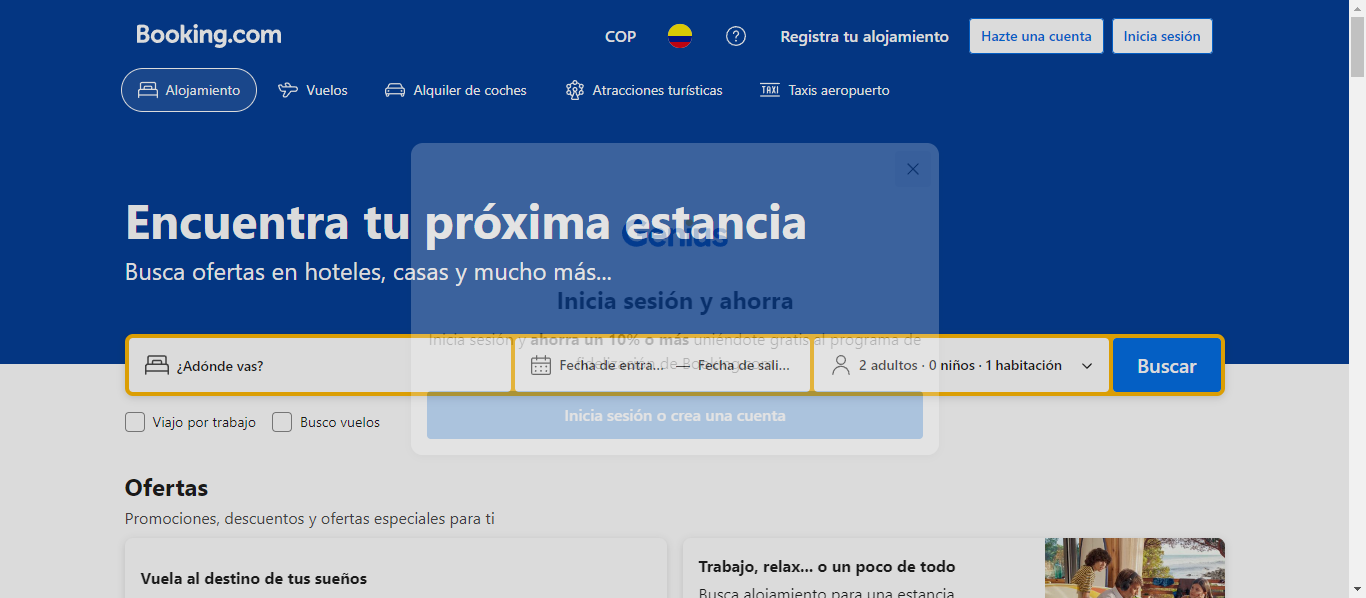 Booking.com
COP
Registra tu alojamiento
Hazte una cuenta
Inicia sesión
Alojamiento
Vuelos
Alquiler de coches
Atracciones turísticas
TAXI
Taxis aeropuerto
Encuentra tu próxima estancia
Busca ofertas en hoteles, casas y mucho más...
Genius
Inicia sesión y ahorra
Inicia sesión y ahorra un 10% o más uniéndote gratis al programa de
fidelización de Booking.com
¿Adónde vas?
Fecha de entra... — Fecha de sali...
2 adultos · 0 niños · 1 habitación
Buscar
Inicia sesión o crea una cuenta
Viajo por trabajo
Busco vuelos
Ofertas
Promociones, descuentos y ofertas especiales para ti
Vuela al destino de tus sueños
Trabajo, relax... o un poco de todo
Busca alojamiento para una estancia